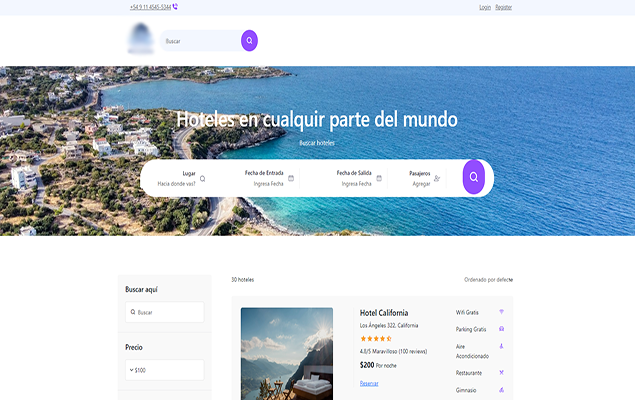 +54 9 11 4545-5344
Login Register
Buscar
Hoteles en cualquir parte del mundo
Buscar hoteles
Lugar
Hacia donde vas?
Fecha de Entrada
Ingresa Fecha
Fecha de Salida
Ingresa Fecha
Pasajeros
Agregar
Buscar aquí
Buscar
Precio
$100
30 hoteles
Ordenado por defecto
Hotel California
Los Ángeles 322, California
4.8/5 Maravilloso (100 reviews)
$200 Por noche
Reservar
Wifi Gratis
Parking Gratis
Aire
Acondicionado
Restaurante
Gimnasio